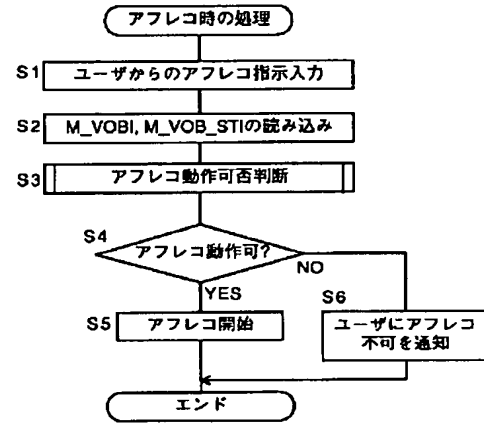 アフレコ時の処理
S1
ユーザからのアフレコ指示入力
S2
M_VOBI, M_VOB_STIの読み込み
S3
アフレコ動作可否判断
S4
アフレコ動作可?
NO
YES
S5
アフレコ開始
S6
ユーザにアフレコ
不可を通知
エンド